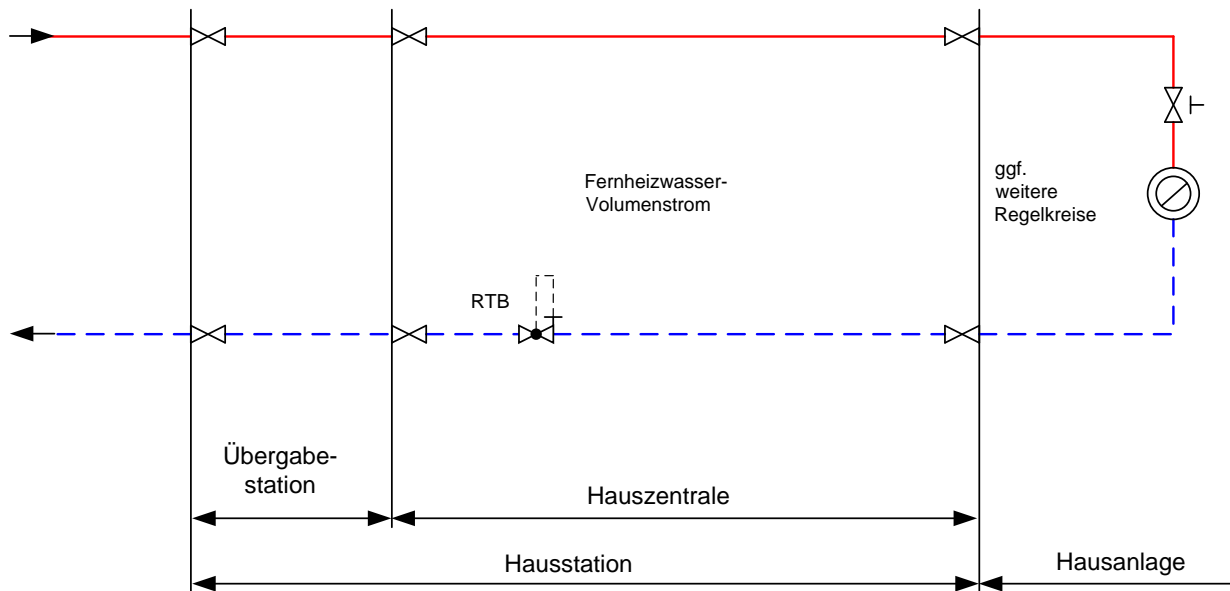 Fernheizwasser-
Volumenstrom
ggf.
weitere
Regelkreise
RTB
Übergabe-
station
Hauszentrale
Hausstation
Hausanlage